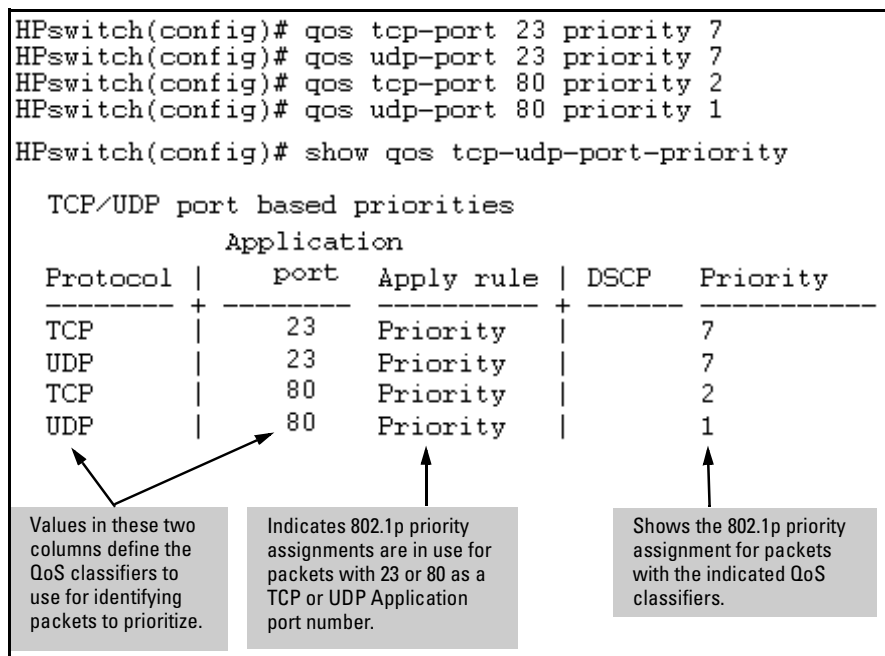 HPswitch(config)# qos tcp-port 23 priority 7
HPswitch(config)# qos udp-port 23 priority 7
HPswitch(config)# qos tcp-port 80 priority 2
HPswitch(config)# qos udp-port 80 priority 1
HPswitch(config)# show qos tcp-udp-port-priority
TCP/UDP port based priorities
Application
Protocol | port Apply rule | DSCP Priority
-------- + --------- ---------- + ------ -----------
TCP | 23 Priority | 7
UDP | 23 Priority | 7
TCP | 80 Priority | 2
UDP | 80 Priority | 1
Values in these two
columns define the
QoS classifiers to
use for identifying
packets to prioritize.
Indicates 802.1p priority
assignments are in use for
packets with 23 or 80 as a
TCP or UDP Application
port number.
Shows the 802.1p priority
assignment for packets
with the indicated QoS
classifiers.